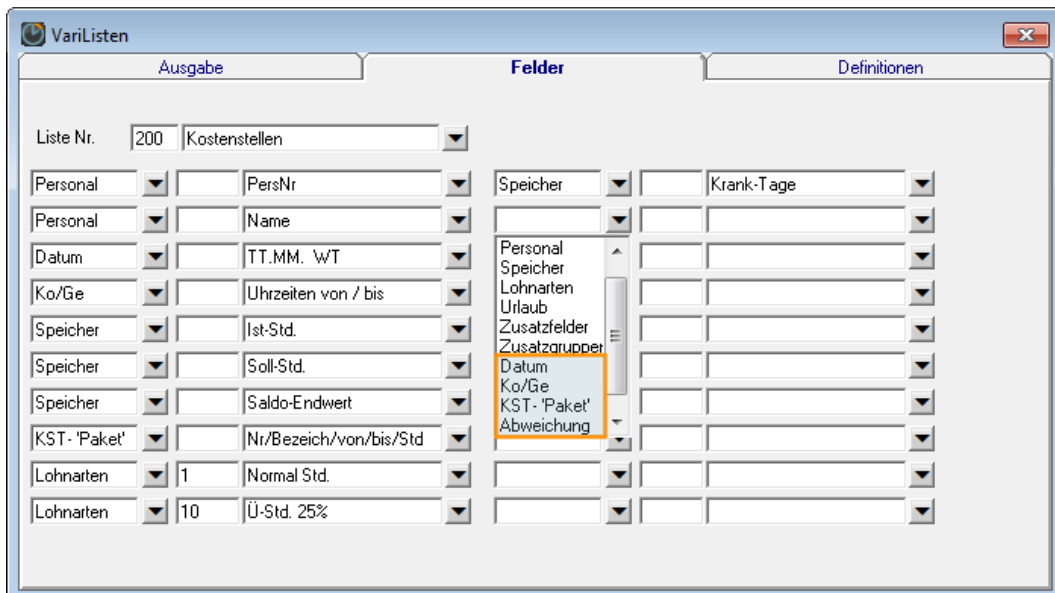 VariListen
Ausgabe Felder Definitionen
Liste Nr. 200 Kostenstellen
Personal PersNr Speicher Krank-Tage
Personal Name
Datum TT.MM. WT
Ko/Ge Uhrzeiten von / bis
Speicher Ist-Std.
Speicher Soll-Std.
Speicher Saldo-Endwert
KST- 'Paket' Nr/Bezeich/von/bis/Std
Lohnarten 1 Normal Std.
Lohnarten 10 Ü-Std. 25%
Personal
Speicher
Lohnarten
Urlaub
Zusatzfelder
Zusatzgrupper
Datum
Ko/Ge
KST- 'Paket'
Abweichung